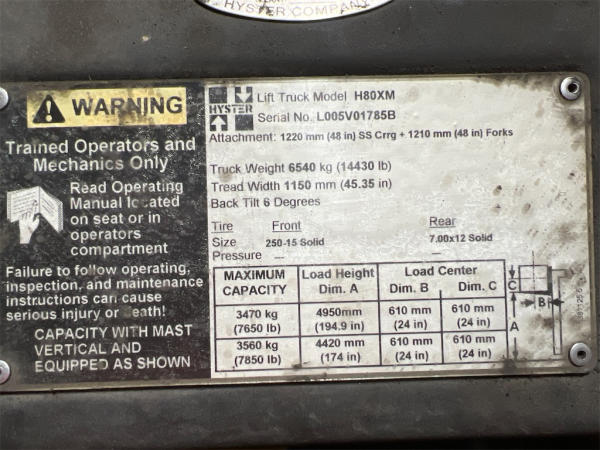 HYSTER COMPANY
WARNING
Trained Operators and
Mechanics Only
Read Operating
Manual located
on seat or in
operators
compartment
Failure to follow operating,
inspection, and maintenance
instructions can cause
serious injury or death!
CAPACITY WITH MAST
VERTICAL AND
EQUIPPED AS SHOWN
HYSTER
Lift Truck Model H80XM
Serial No. L005V01785B
Attachment: 1220 mm (48 in) SS Crrg + 1210 mm (48 in) Forks
Truck Weight 6540 kg (14430 lb)
Tread Width 1150 mm (45.35 in)
Back Tilt 6 Degrees
Tire Front Rear
Size 250-15 Solid 7.00x12 Solid
Pressure — —
MAXIMUM CAPACITY Load Height Dim. A Load Center Dim. B Dim. C
3470 kg 4950mm 610 mm 610 mm
(7650 lb) (194.9 in) (24 in) (24 in)
3560 kg 4420 mm 610 mm 610 mm
(7850 lb) (174 in) (24 in) (24 in)
C
B
A